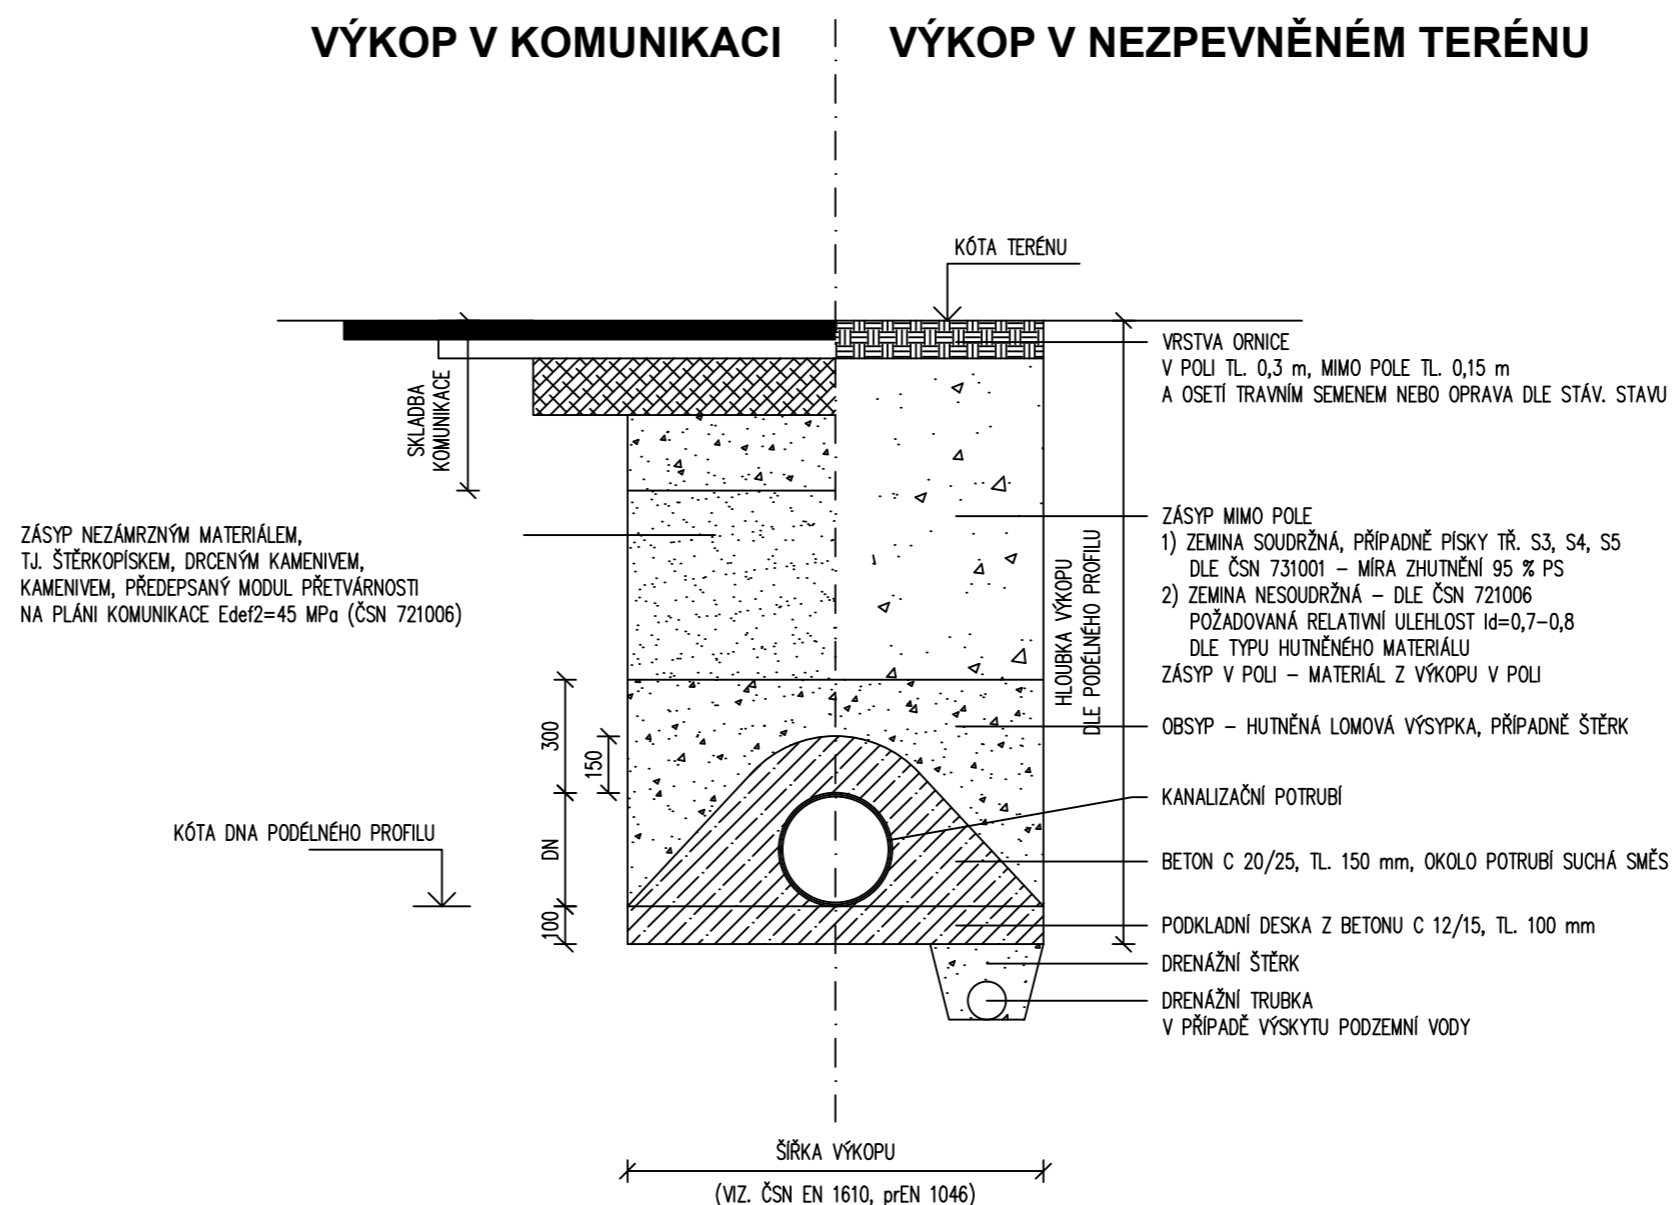 VÝKOP V KOMUNIKACI
VÝKOP V NEZPEVNĚNÉM TERÉNU
KÓTA TERÉNU
VRSTVA ORNICE
V POLI TL. 0,3 m, MIMO POLE TL. 0,15 m
A OSETÍ TRAVNÍM SEMENEM NEBO OPRAVA DLE STÁV. STAVU
SKLADBA
KOMUNIKACE
ZÁSYP NEZÁMRZNÝM MATERIÁLEM,
TJ. ŠTĚRKOPÍSKEM, DRCENÝM KAMENIVEM,
KAMENIVEM, PŘEDEPSANÝ MODUL PŘETVÁRNOSTI
NA PLÁNI KOMUNIKACE Edef2=45 MPa (ČSN 721006)
ZÁSYP MIMO POLE
1) ZEMINA SOUDRŽNÁ, PŘÍPADNĚ PÍSKY TŘ. S3, S4, S5
DLE ČSN 731001 – MÍRA ZHUTNĚNÍ 95 % PS
2) ZEMINA NESOUDRŽNÁ – DLE ČSN 721006
POŽADOVANÁ RELATIVNÍ ULEHLOST Id=0,7–0,8
DLE TYPU HUTNĚNÉHO MATERIÁLU
ZÁSYP V POLI – MATERIÁL Z VÝKOPU V POLI
HLOUBKA VÝKOPU
DLE PODÉLNÉHO PROFILU
OBSYP – HUTNĚNÁ LOMOVÁ VÝSYPKA, PŘÍPADNĚ ŠTĚRK
300
150
KANALIZAČNÍ POTRUBÍ
KÓTA DNA PODÉLNÉHO PROFILU
DN
BETON C 20/25, TL. 150 mm, OKOLO POTRUBÍ SUCHÁ SMĚS
100
PODKLADNÍ DESKA Z BETONU C 12/15, TL. 100 mm
DRENÁŽNÍ ŠTĚRK
DRENÁŽNÍ TRUBKA
V PŘÍPADĚ VÝSKYTU PODZEMNÍ VODY
ŠÍŘKA VÝKOPU
(VIZ. ČSN EN 1610, prEN 1046)